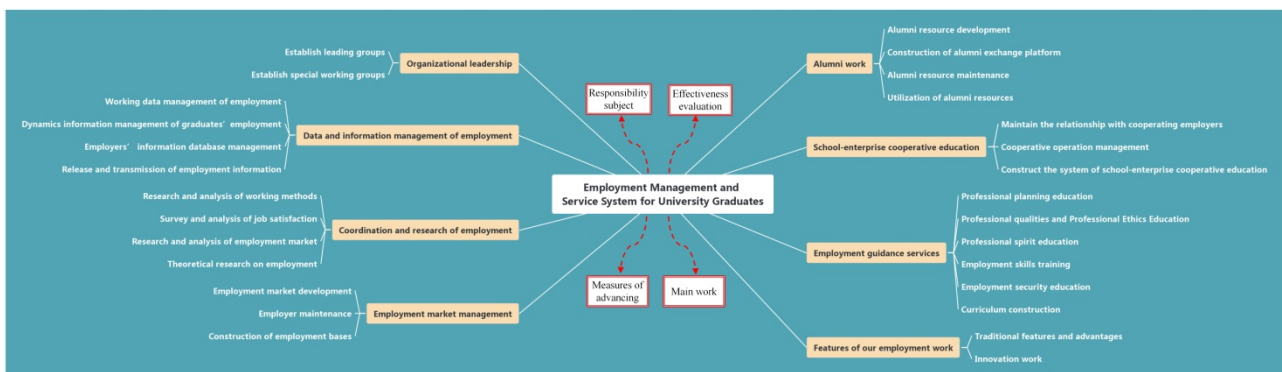 Establish leading groups
Establish special working groups
Organizational leadership
Working data management of employment
Dynamics information management of graduates' employment
Employers' information database management
Release and transmission of employment information
Data and information management of employment
Research and analysis of working methods
Survey and analysis of job satisfaction
Research and analysis of employment market
Theoretical research on employment
Coordination and research of employment
Employment market development
Employer maintenance
Construction of employment bases
Employment market management
Responsibility
subject
Effectiveness
evaluation
Employment Management and
Service System for University Graduates
Measures of
advancing
Main work
Alumni work
Alumni resource development
Construction of alumni exchange platform
Alumni resource maintenance
Utilization of alumni resources
School-enterprise cooperative education
Maintain the relationship with cooperating employers
Cooperative operation management
Construct the system of school-enterprise cooperative education
Employment guidance services
Professional planning education
Professional qualities and Professional Ethics Education
Professional spirit education
Employment skills training
Employment security education
Curriculum construction
Features of our employment work
Traditional features and advantages
Innovation work